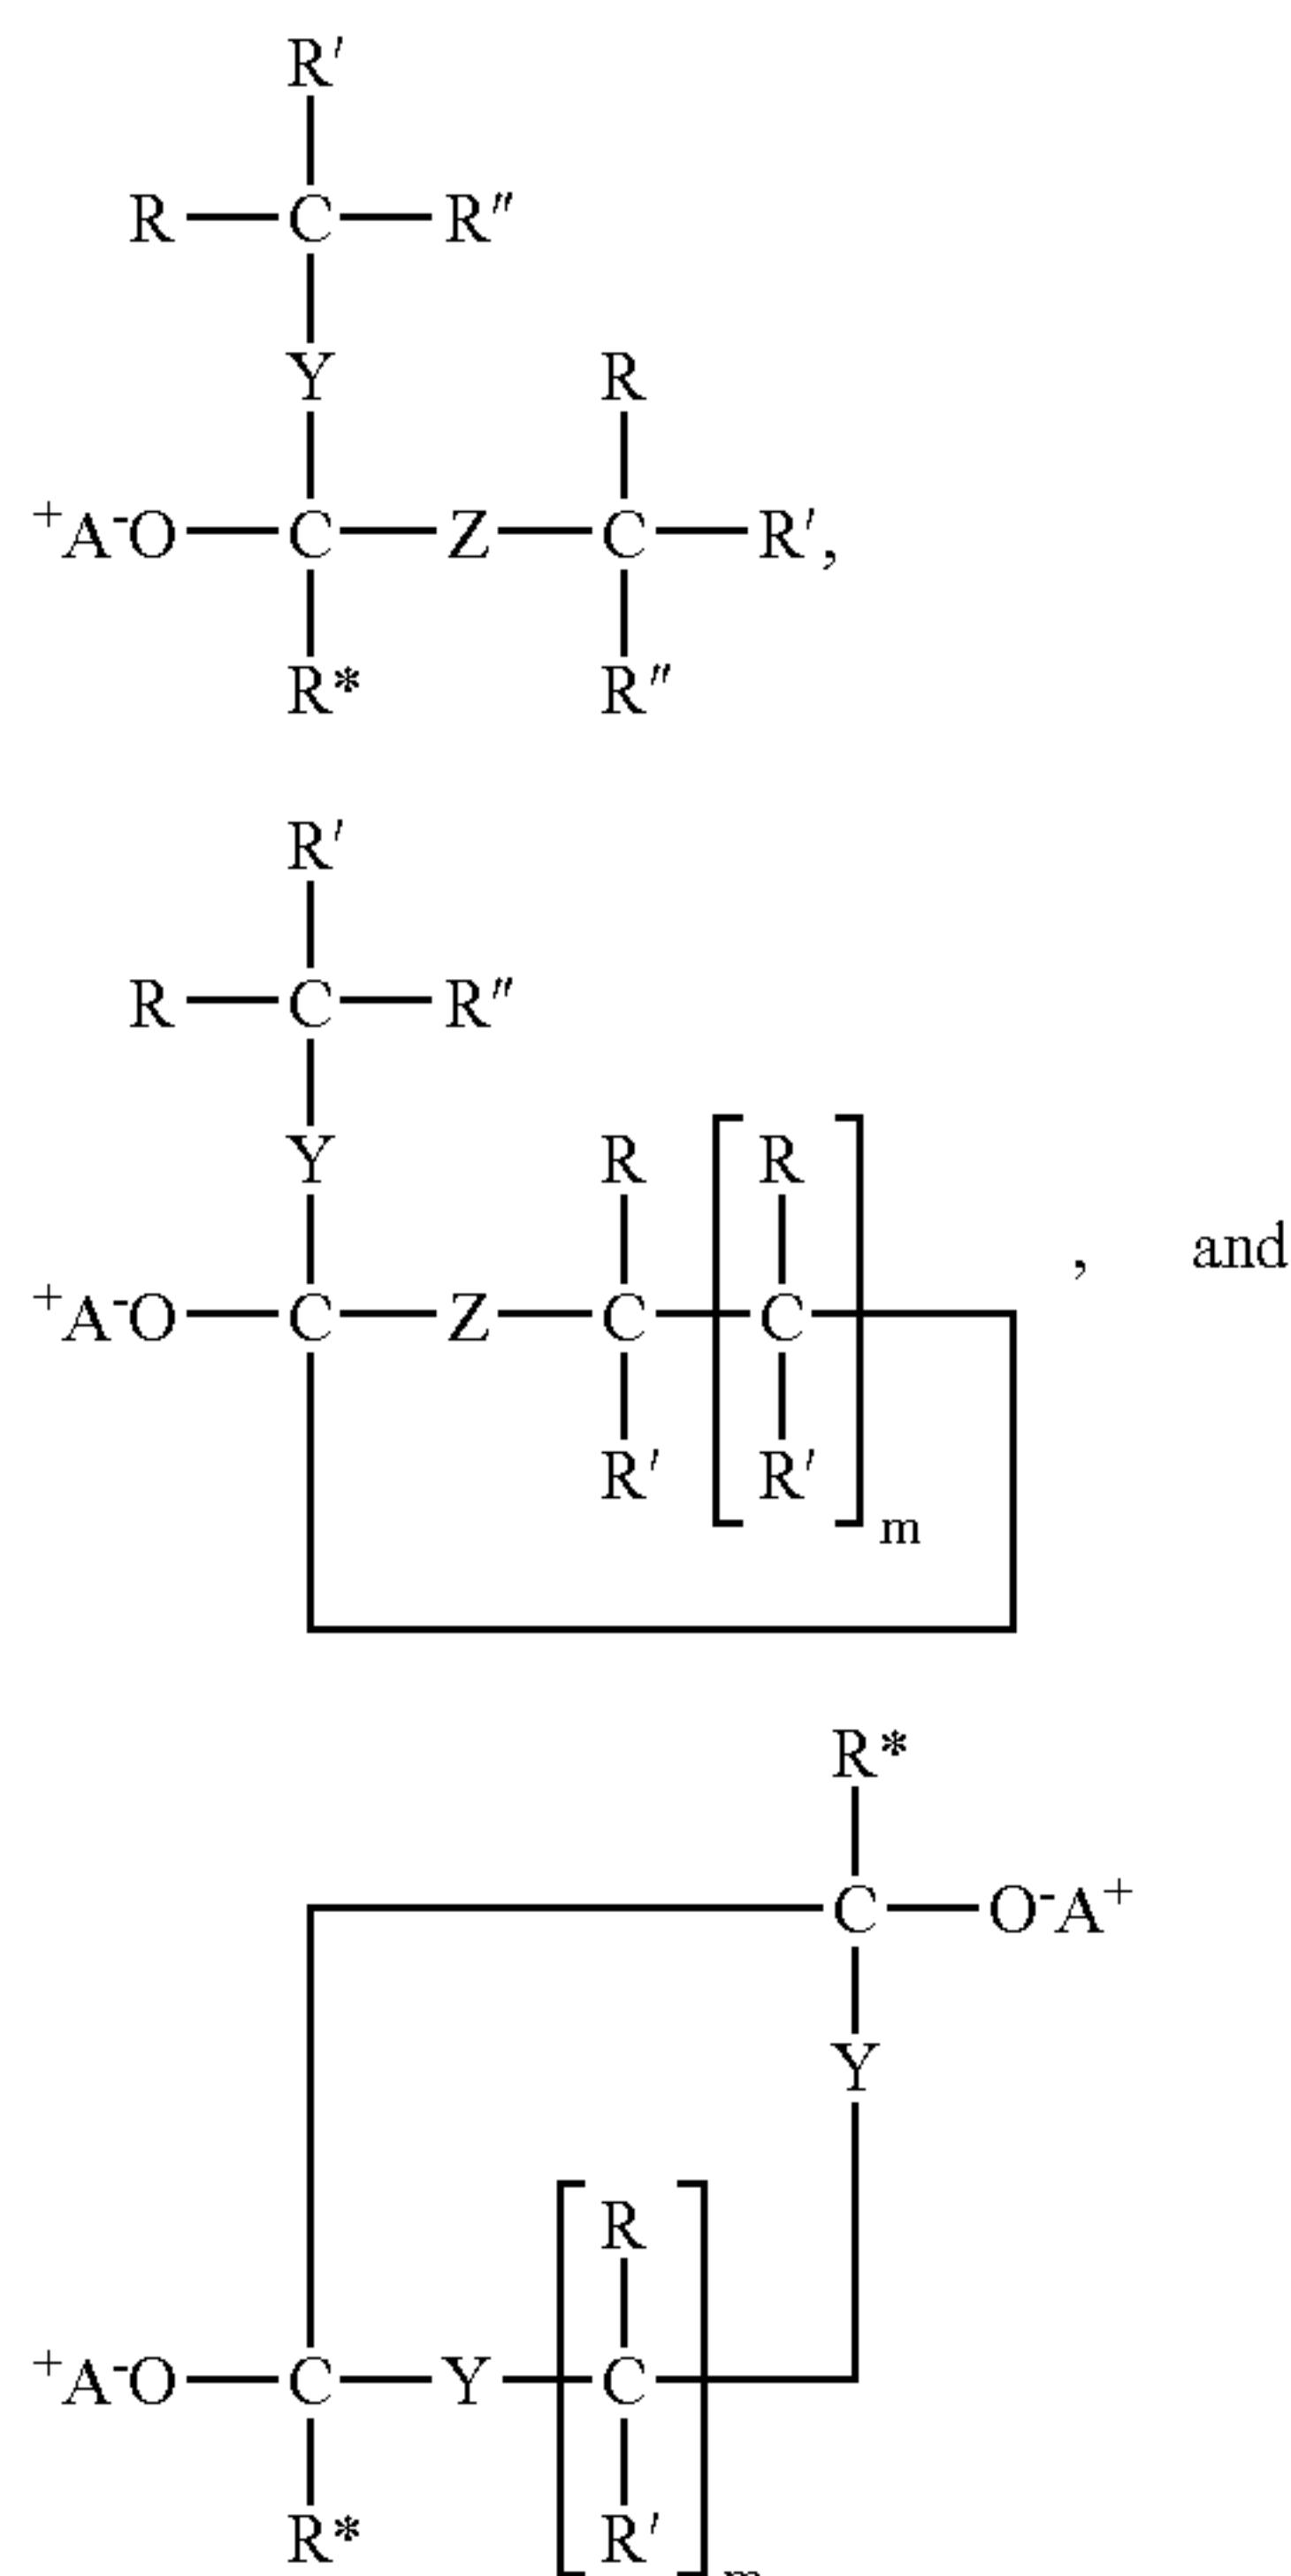 R′
R C R″
Y R
+A-O C Z C R′,
R* R″
R′
R C R″
Y R R
, and
+A-O C Z C C
R′ R′
m
R*
C O-A+
Y
R
+A-O C Y C
R* R′
m